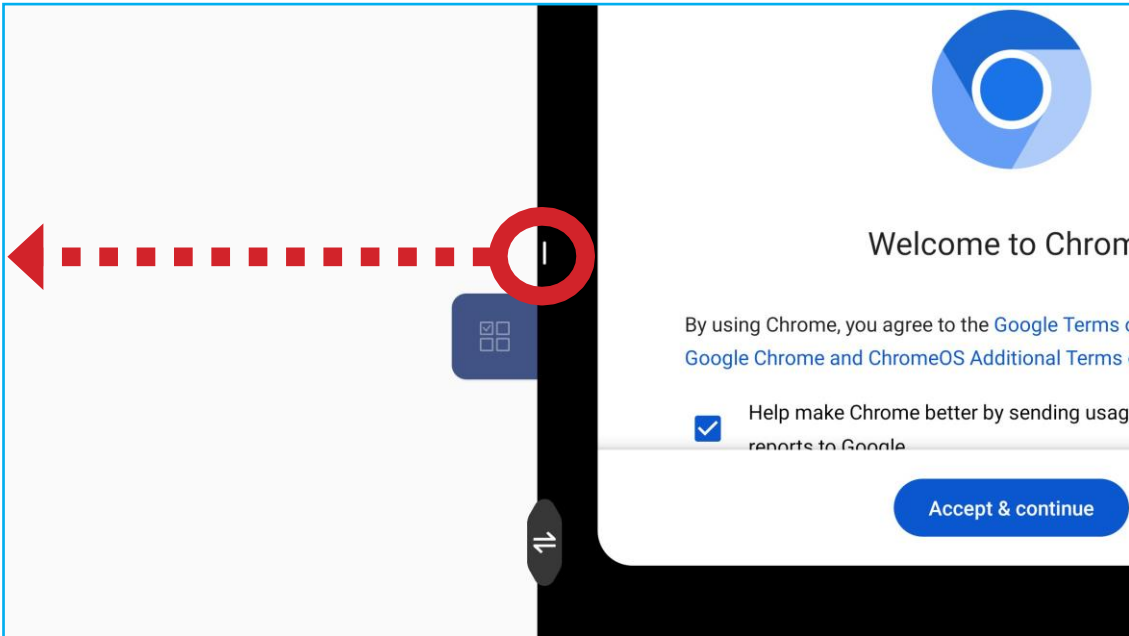 Welcome to Chrom
By using Chrome, you agree to the Google Terms
Google Chrome and ChromeOS Additional Terms
Help make Chrome better by sending usag
reports to Google
Accept & continue